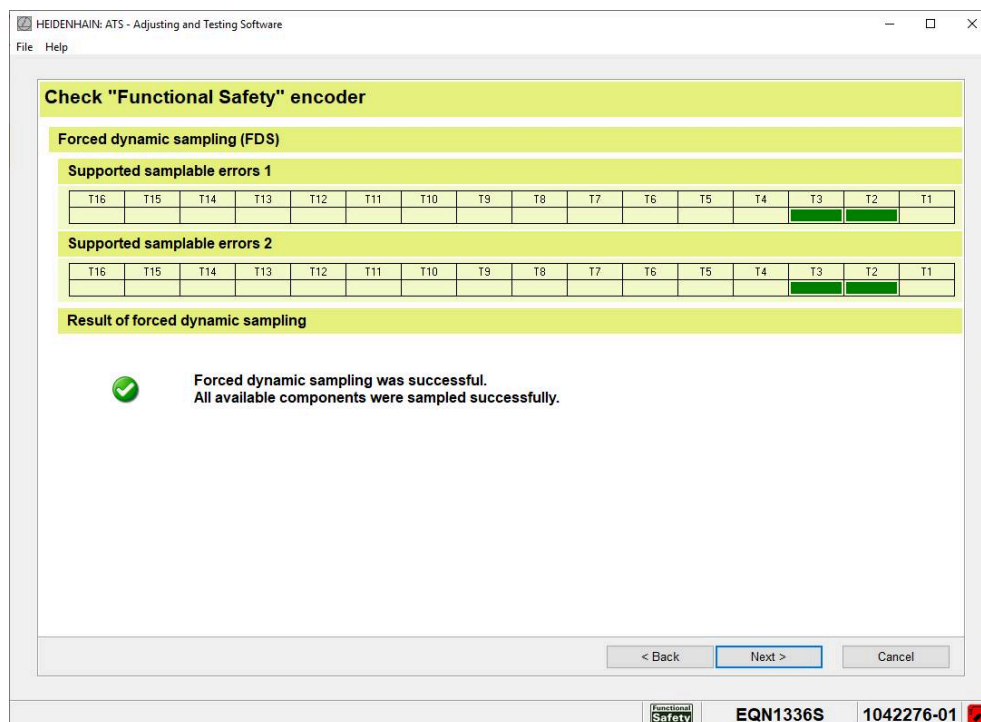 HEIDENHAIN: ATS - Adjusting and Testing Software
File Help
Check "Functional Safety" encoder
Forced dynamic sampling (FDS)
Supported samplable errors 1
T16 T15 T14 T13 T12 T11 T10 T9 T8 T7 T6 T5 T4 T3 T2 T1
Supported samplable errors 2
T16 T15 T14 T13 T12 T11 T10 T9 T8 T7 T6 T5 T4 T3 T2 T1
Result of forced dynamic sampling
Forced dynamic sampling was successful.
All available components were sampled successfully.
< Back Next > Cancel
Functional
Safety EQN1336S 1042276-01